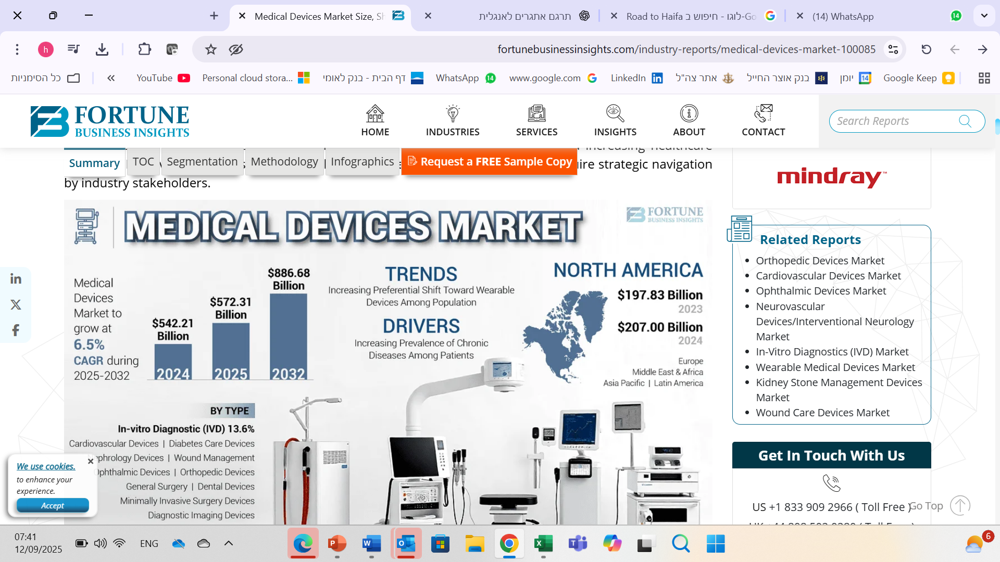 Medical Devices Market Size, Sh
תרגם אתגרים לאנגלית
Road to Haifa לוגו - חיפוש ב-Go
(14) WhatsApp
14
h
fortunebusinessinsights.com/industry-reports/medical-devices-market-100085
כל הסימניות
YouTube
Personal cloud stora...
דף הבית - בנק לאומי
WhatsApp
14
www.google.com
LinkedIn
אתר צה"ל
בנק אוצר החייל
יומן
14
Google Keep
FORTUNE
BUSINESS INSIGHTS
HOME
INDUSTRIES
SERVICES
INSIGHTS
ABOUT
CONTACT
Search Reports
increasing healthcare
Summary
TOC
Segmentation
Methodology
Infographics
Request a FREE Sample Copy
strategic navigation
by industry stakeholders.
mindray™
MEDICAL DEVICES MARKET
FORTUNE
BUSINESS INSIGHTS
Medical
Devices
Market to
grow at
6.5%
CAGR during
2025-2032
$542.21
Billion
2024
$572.31
Billion
2025
$886.68
Billion
2032
TRENDS
Increasing Preferential Shift Toward Wearable
Devices Among Population
DRIVERS
Increasing Prevalence of Chronic
Diseases Among Patients
NORTH AMERICA
$197.83 Billion
2023
$207.00 Billion
2024
Europe
Middle East & Africa
Asia Pacific | Latin America
BY TYPE
In-vitro Diagnostic (IVD) 13.6%
Cardiovascular Devices | Diabetes Care Devices
Devices | Wound Management
Ophthalmic Devices | Orthopedic Devices
General Surgery | Dental Devices
Minimally Invasive Surgery Devices
Diagnostic Imaging Devices
Related Reports
Orthopedic Devices Market
Cardiovascular Devices Market
Ophthalmic Devices Market
Neurovascular
Devices/Interventional Neurology
Market
In-Vitro Diagnostics (IVD) Market
Wearable Medical Devices Market
Kidney Stone Management Devices
Market
Wound Care Devices Market
Get In Touch With Us
US +1 833 909 2966 ( Toll Free )
Go Top
We use cookies.
to enhance your
experience.
Accept
07:41
12/09/2025
ENG
6